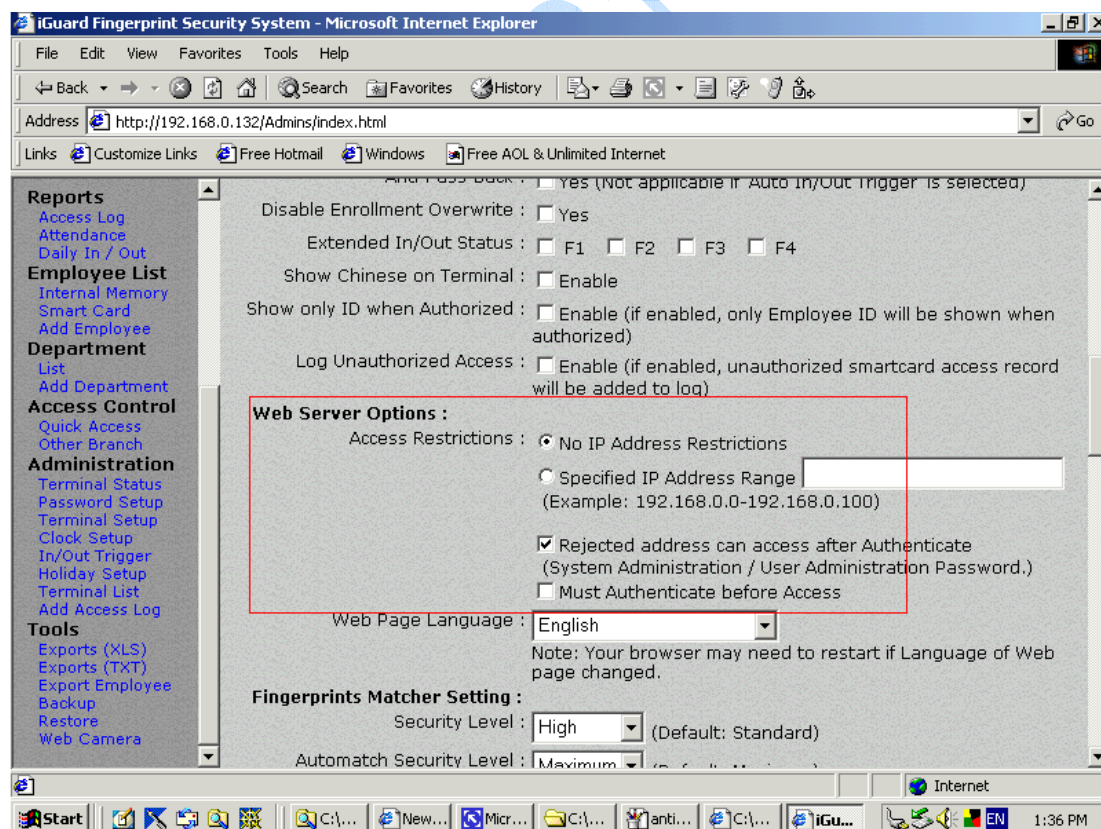 iGuard Fingerprint Security System - Microsoft Internet Explorer
File Edit View Favorites Tools Help
Back Search Favorites History
Address http://192.168.0.132/Admins/index.html Go
Links Customize Links Free Hotmail Windows Free AOL & Unlimited Internet
Reports
Access Log
Attendance
Daily In / Out
Employee List
Internal Memory
Smart Card
Add Employee
Department
List
Add Department
Access Control
Quick Access
Other Branch
Administration
Terminal Status
Password Setup
Terminal Setup
Clock Setup
In/Out Trigger
Holiday Setup
Terminal List
Add Access Log
Tools
Exports (XLS)
Exports (TXT)
Export Employee
Backup
Restore
Web Camera
Anti Pass Back : Yes (Not applicable if 'Auto In/Out Trigger' is selected)
Disable Enrollment Overwrite : Yes
Extended In/Out Status : F1 F2 F3 F4
Show Chinese on Terminal : Enable
Show only ID when Authorized : Enable (if enabled, only Employee ID will be shown when
authorized)
Log Unauthorized Access : Enable (if enabled, unauthorized smartcard access record
will be added to log)
Web Server Options :
Access Restrictions : No IP Address Restrictions
Specified IP Address Range
(Example: 192.168.0.0-192.168.0.100)
Rejected address can access after Authenticate
(System Administration / User Administration Password.)
Must Authenticate before Access
Web Page Language : English
Note: Your browser may need to restart if Language of Web
page changed.
Fingerprints Matcher Setting :
Security Level : High (Default: Standard)
Automatch Security Level : Maximum
Internet
Start C:\... New... Micr... C:\... anti... C:\... iGu... EN 1:36 PM